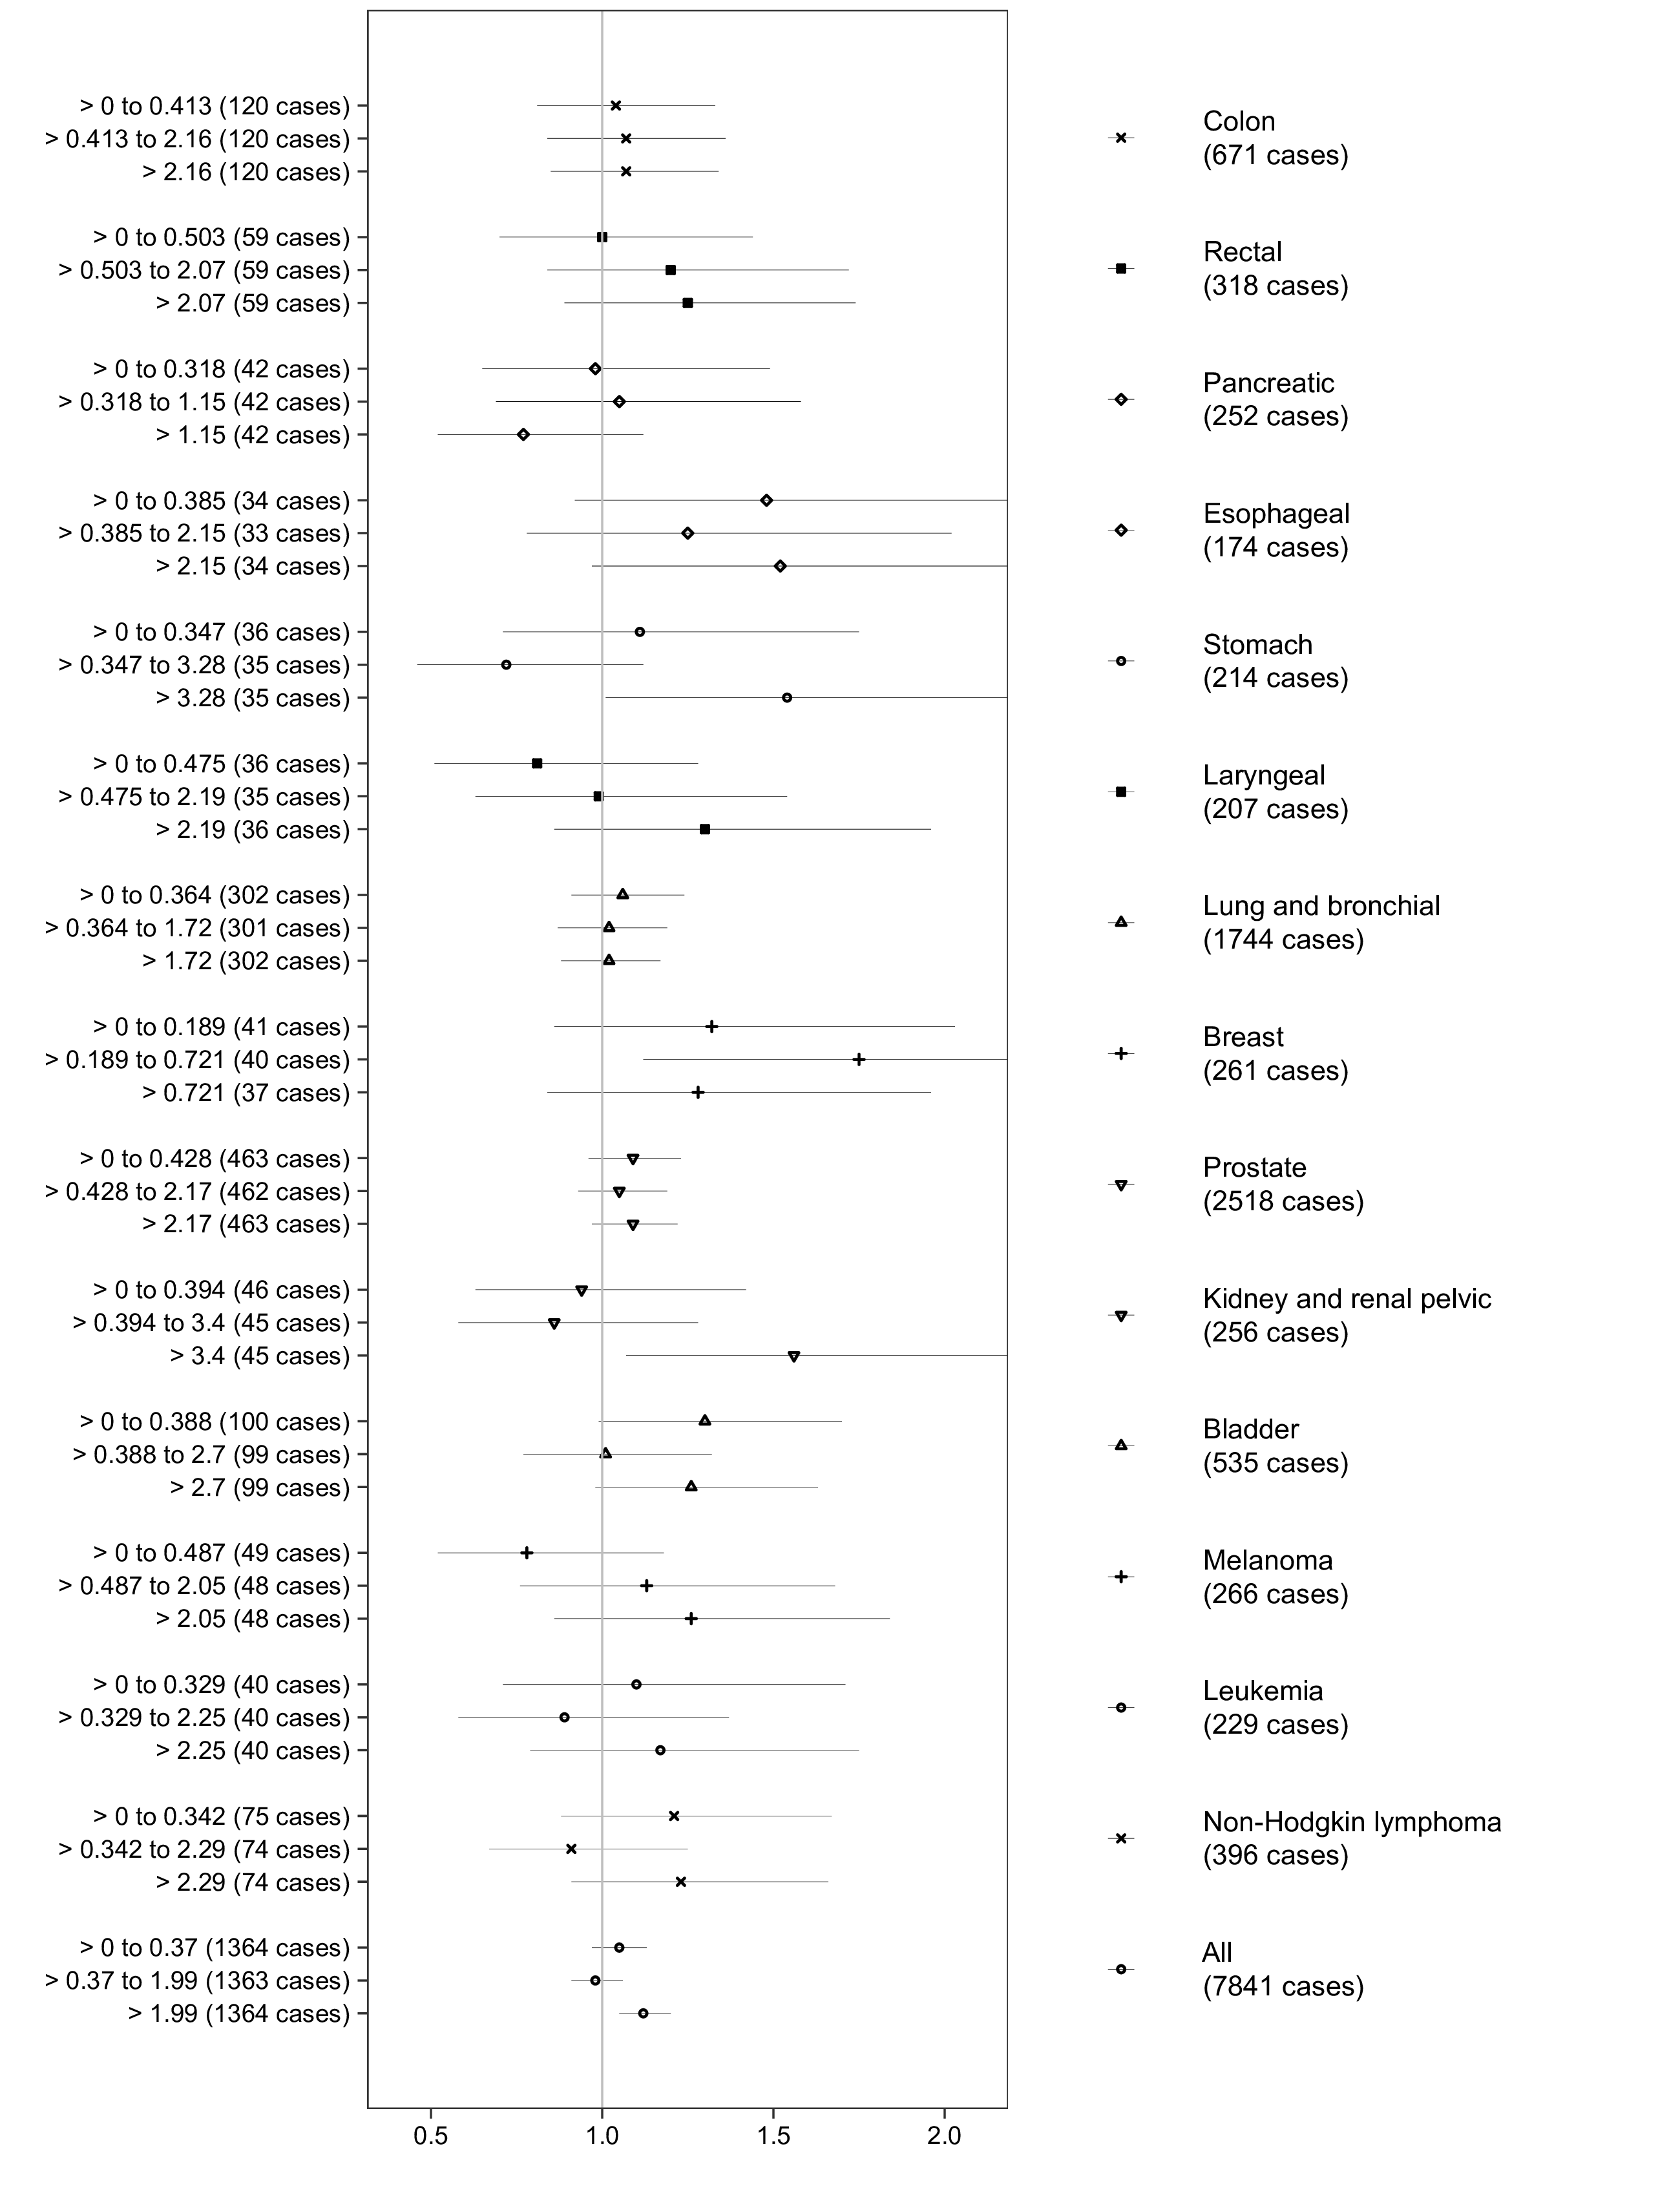 > 0 to 0.413 (120 cases)
> 0.413 to 2.16 (120 cases)
> 2.16 (120 cases)
> 0 to 0.503 (59 cases)
> 0.503 to 2.07 (59 cases)
> 2.07 (59 cases)
> 0 to 0.318 (42 cases)
> 0.318 to 1.15 (42 cases)
> 1.15 (42 cases)
> 0 to 0.385 (34 cases)
> 0.385 to 2.15 (33 cases)
> 2.15 (34 cases)
> 0 to 0.347 (36 cases)
> 0.347 to 3.28 (35 cases)
> 3.28 (35 cases)
> 0 to 0.475 (36 cases)
> 0.475 to 2.19 (35 cases)
> 2.19 (36 cases)
> 0 to 0.364 (302 cases)
> 0.364 to 1.72 (301 cases)
> 1.72 (302 cases)
> 0 to 0.189 (41 cases)
> 0.189 to 0.721 (40 cases)
> 0.721 (37 cases)
> 0 to 0.428 (463 cases)
> 0.428 to 2.17 (462 cases)
> 2.17 (463 cases)
> 0 to 0.394 (46 cases)
> 0.394 to 3.4 (45 cases)
> 3.4 (45 cases)
> 0 to 0.388 (100 cases)
> 0.388 to 2.7 (99 cases)
> 2.7 (99 cases)
> 0 to 0.487 (49 cases)
> 0.487 to 2.05 (48 cases)
> 2.05 (48 cases)
> 0 to 0.329 (40 cases)
> 0.329 to 2.25 (40 cases)
> 2.25 (40 cases)
> 0 to 0.342 (75 cases)
> 0.342 to 2.29 (74 cases)
> 2.29 (74 cases)
> 0 to 0.37 (1364 cases)
> 0.37 to 1.99 (1363 cases)
> 1.99 (1364 cases)
0.5 1.0 1.5 2.0
Colon
(671 cases)
Rectal
(318 cases)
Pancreatic
(252 cases)
Esophageal
(174 cases)
Stomach
(214 cases)
Laryngeal
(207 cases)
Lung and bronchial
(1744 cases)
Breast
(261 cases)
Prostate
(2518 cases)
Kidney and renal pelvic
(256 cases)
Bladder
(535 cases)
Melanoma
(266 cases)
Leukemia
(229 cases)
Non-Hodgkin lymphoma
(396 cases)
All
(7841 cases)